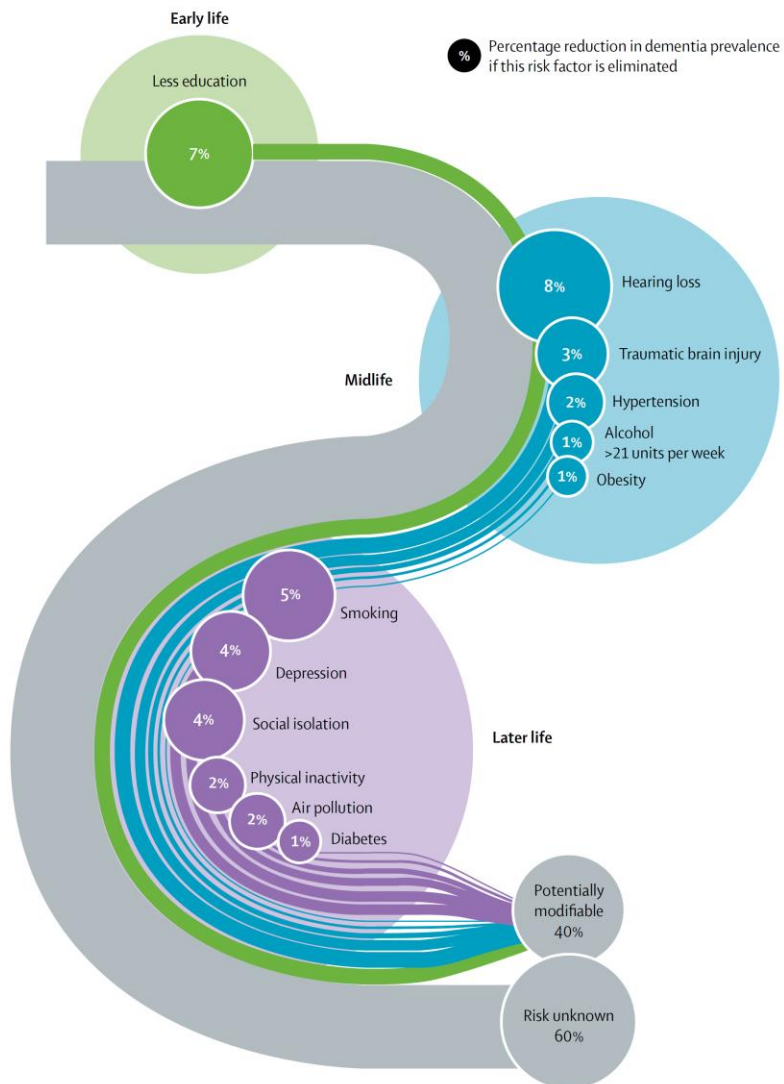 Early life
%
Percentage reduction in dementia prevalence
if this risk factor is eliminated
Less education
7%
8%
Hearing loss
3%
Traumatic brain injury
Midlife
2%
Hypertension
1%
Alcohol
>21 units per week
1%
Obesity
5%
Smoking
4%
Depression
4%
Social isolation
Later life
2%
Physical inactivity
2%
Air pollution
1%
Diabetes
Potentially
modifiable
40%
Risk unknown
60%